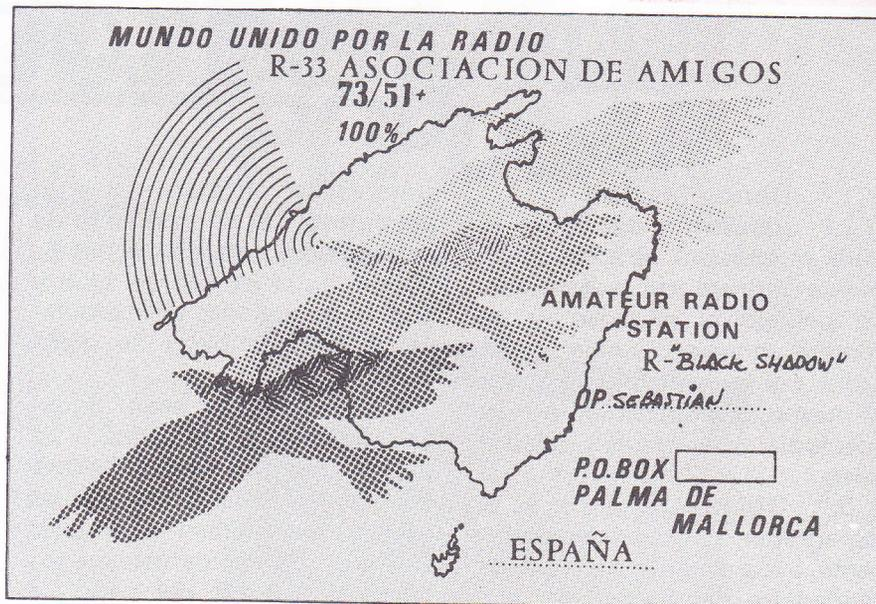 MUNDO UNIDO POR LA RADIO
R-33 ASOCIACION DE AMIGOS
73/51+
100%
AMATEUR RADIO
STATION
R-"BLACK SHADOW"
OP. SEBASTIAN
P.O.BOX
PALMA DE
MALLORCA
ESPAÑA